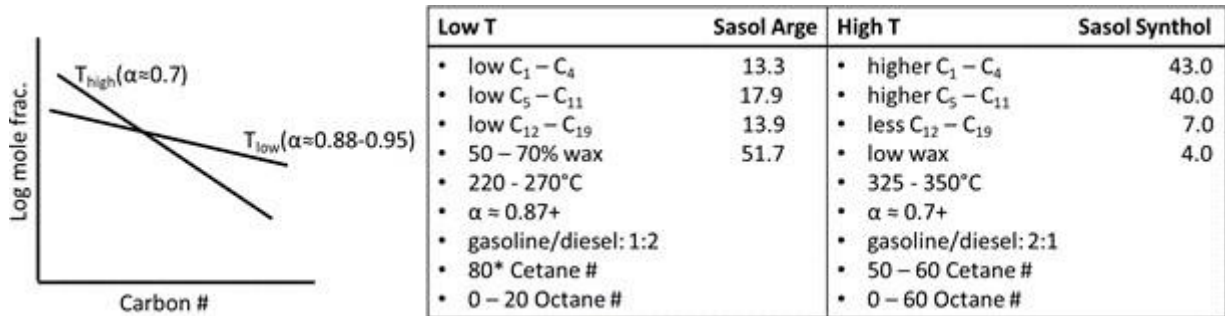 Log mole frac.
T_high(α≈0.7)
T_low(α≈0.88-0.95)
Carbon #
Low T Sasol Arge
• low C₁ – C₄ 13.3
• low C₅ – C₁₁ 17.9
• low C₁₂ – C₁₉ 13.9
• 50 – 70% wax 51.7
• 220 - 270°C
• α ≈ 0.87+
• gasoline/diesel: 1:2
• 80* Cetane #
• 0 – 20 Octane #
High T Sasol Synthol
• higher C₁ – C₄ 43.0
• higher C₅ – C₁₁ 40.0
• less C₁₂ – C₁₉ 7.0
• low wax 4.0
• 325 - 350°C
• α ≈ 0.7+
• gasoline/diesel: 2:1
• 50 – 60 Cetane #
• 0 – 60 Octane #